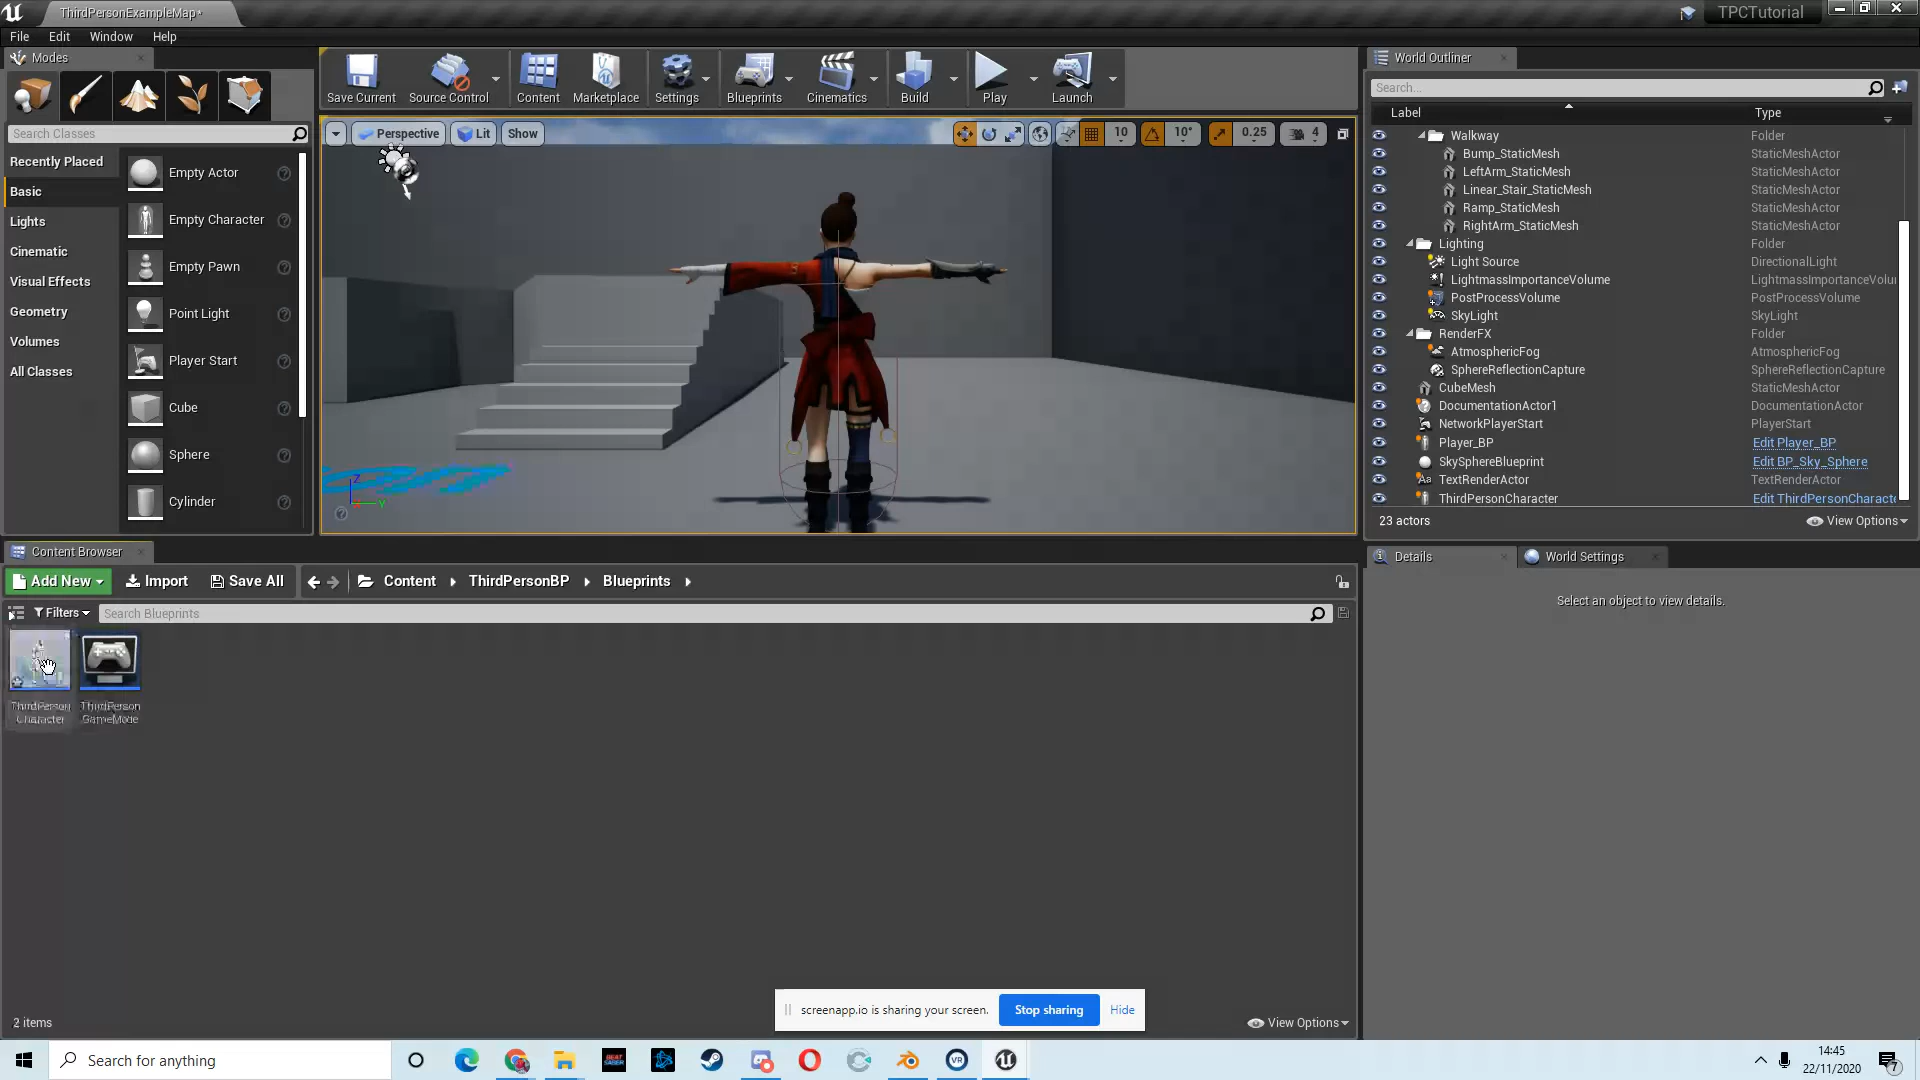 ThirdPersonExampleMap*
TPCTutorial
File Edit Window Help
Modes
Search Classes
Recently Placed
Basic
Lights
Cinematic
Visual Effects
Geometry
Volumes
All Classes
Empty Actor
Empty Character
Empty Pawn
Point Light
Player Start
Cube
Sphere
Cylinder
Save Current Source Control Content Marketplace Settings Blueprints Cinematics Build Play Launch
Perspective Lit Show
10 10° 0.25 4
Z
Y
World Outliner
Search...
Label Type
Walkway Folder
Bump_StaticMesh StaticMeshActor
LeftArm_StaticMesh StaticMeshActor
Linear_Stair_StaticMesh StaticMeshActor
Ramp_StaticMesh StaticMeshActor
RightArm_StaticMesh StaticMeshActor
Lighting Folder
Light Source DirectionalLight
LightmassImportanceVolume LightmassImportanceVolu
PostProcessVolume PostProcessVolume
SkyLight SkyLight
RenderFX Folder
AtmosphericFog AtmosphericFog
SphereReflectionCapture SphereReflectionCapture
CubeMesh StaticMeshActor
DocumentationActor1 DocumentationActor
NetworkPlayerStart PlayerStart
Player_BP Edit Player_BP
SkySphereBlueprint Edit BP_Sky_Sphere
TextRenderActor TextRenderActor
ThirdPersonCharacter Edit ThirdPersonCharacte
23 actors View Options
Content Browser
Add New Import Save All Content ThirdPersonBP Blueprints
Filters Search Blueprints
ThirdPerson
Character
ThirdPerson
GameMode
2 items View Options
Details World Settings
Select an object to view details.
screenapp.io is sharing your screen. Stop sharing Hide
Search for anything
BEAT
SABER
VR
14:45
22/11/2020
7